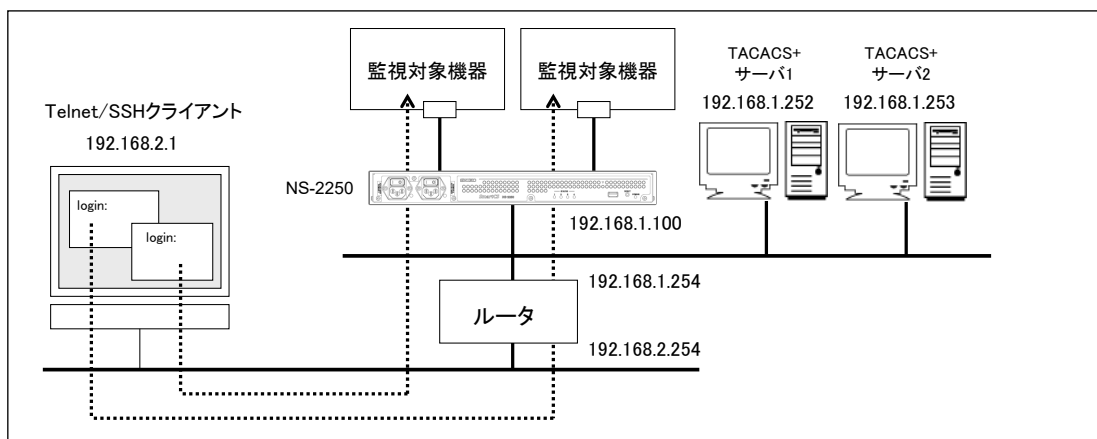 監視対象機器
監視対象機器
TACACS+
サーバ1
192.168.1.252
TACACS+
サーバ2
192.168.1.253
Telnet/SSHクライアント
192.168.2.1
login:
login:
NS-2250
192.168.1.100
192.168.1.254
ルータ
192.168.2.254